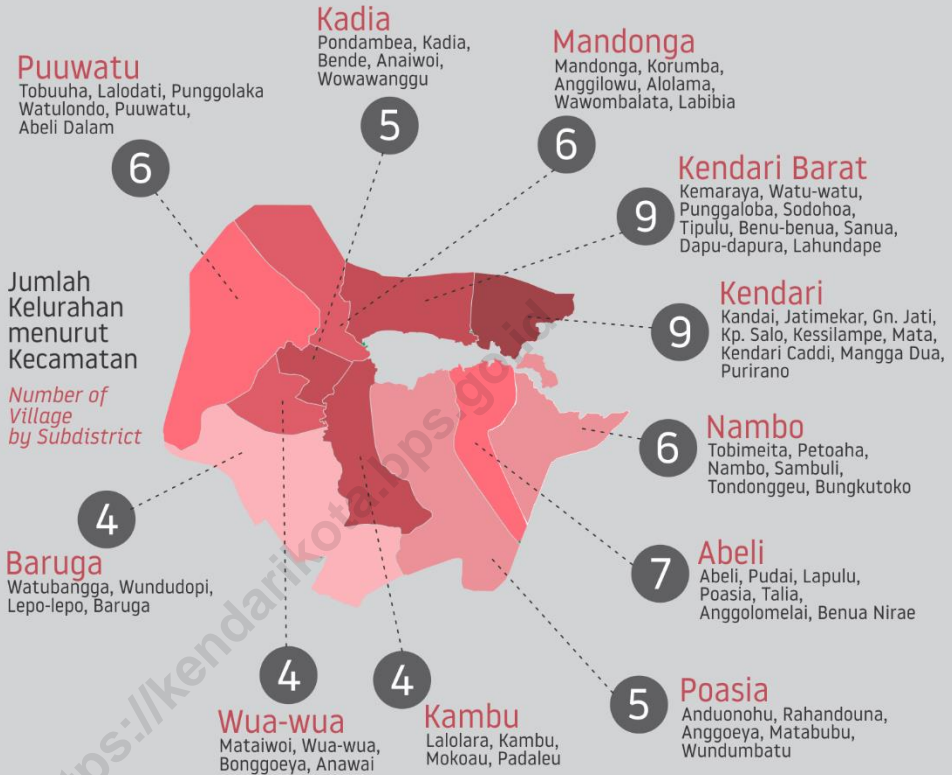 Kadia
Pondambea, Kadia,
Bende, Anaiwoi,
Wowawanggu
5
Mandonga
Mandonga, Korumba,
Anggilowu, Alolama,
Wawombalata, Labibia
6
Puuwatu
Tobuuha, Lalodati, Punggolaka
Watulondo, Puuwatu,
Abeli Dalam
6
Kendari Barat
Kemaraya, Watu-watu,
Punggaloba, Sodohoa,
Tipulu, Benu-benua, Sanua,
Dapu-dapura, Lahundape
9
Jumlah
Kelurahan
menurut
Kecamatan
Number of
Village
by Subdistrict
Kendari
Kandai, Jatimekar, Gn. Jati,
Kp. Salo, Kessilampe, Mata,
Kendari Caddi, Mangga Dua,
Purirano
9
Nambo
Tobimeita, Petoaha,
Nambo, Sambuli,
Tondonggeu, Bungkutoko
6
4
Baruga
Watubangga, Wundudopi,
Lepo-lepo, Baruga
Abeli
Abeli, Pudai, Lapulu,
Poasia, Talia,
Anggolomelai, Benua Nirae
7
4
Wua-wua
Mataiwoi, Wua-wua,
Bonggoeya, Anawai
4
Kambu
Lalolara, Kambu,
Mokoau, Padaleu
5
Poasia
Anduonohu, Rahandouna,
Anggoeya, Matabubu,
Wundumbatu
https://kendarikota.bps.go.id